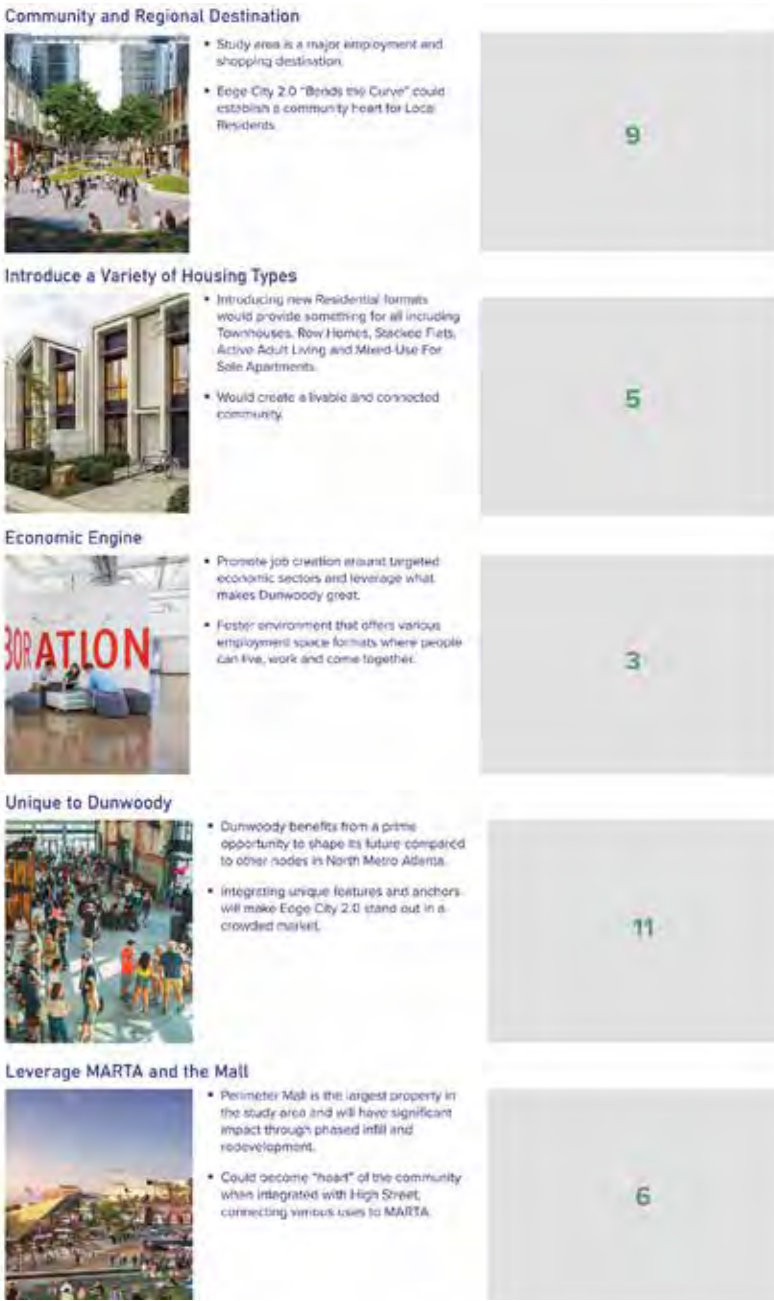 Community and Regional Destination
• Study area is a major employment and
shopping destination.
• Edge City 2.0 "Bends the Curve" could
establish a community heart for Local
Residents.
9
Introduce a Variety of Housing Types
• Introducing new Residential formats
would provide something for all including
Townhouses, Row Homes, Stacked Flats,
Active Adult Living and Mixed-Use For
Sale Apartments.
• Would create a livable and connected
community.
5
Economic Engine
BORATION
• Promote job creation around targeted
economic sectors and leverage what
makes Dunwoody great.
• Foster environment that offers various
employment space formats where people
can live, work and come together.
3
Unique to Dunwoody
• Dunwoody benefits from a prime
opportunity to shape its future compared
to other nodes in North Metro Atlanta.
• Integrating unique features and anchors
will make Edge City 2.0 stand out in a
crowded market.
11
Leverage MARTA and the Mall
• Perimeter Mall is the largest property in
the study area and will have significant
impact through phased infill and
redevelopment.
• Could become "heart" of the community
when integrated with High Street,
connecting various uses to MARTA.
6